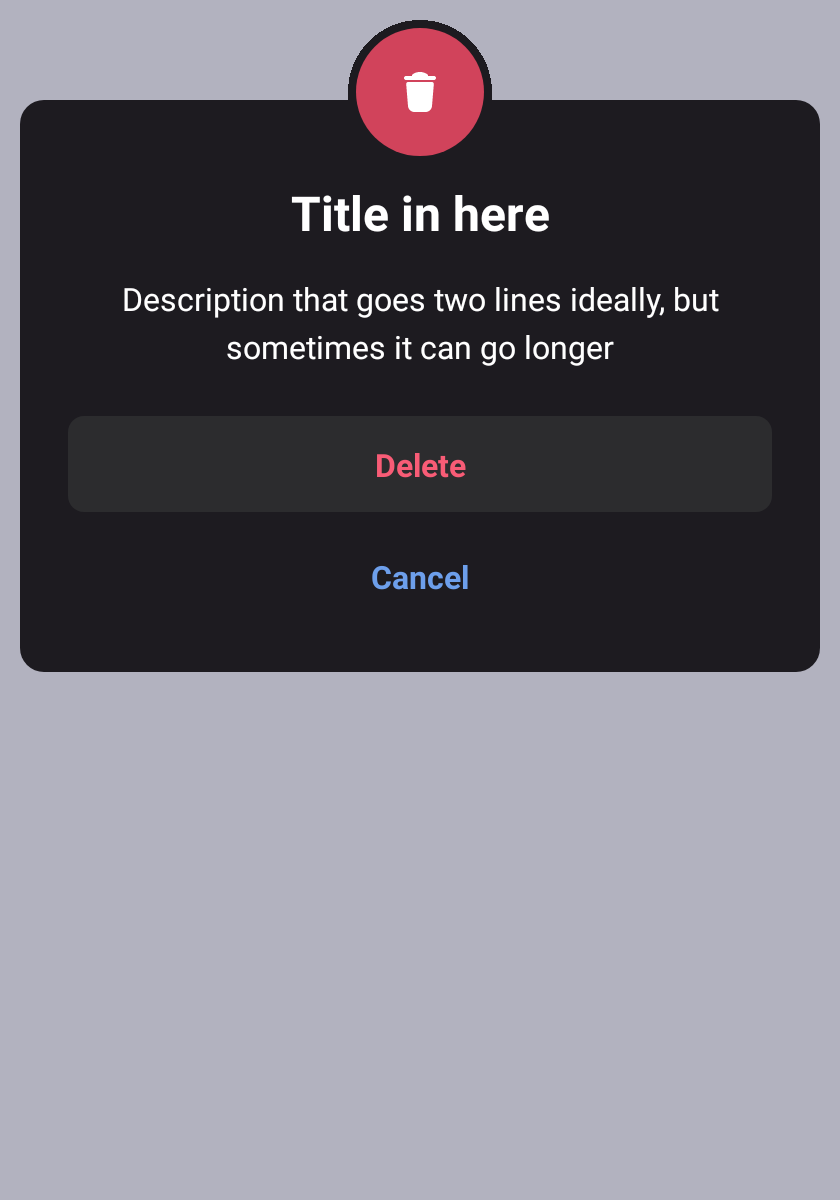 Title in here
Description that goes two lines ideally, but
sometimes it can go longer
Delete
Cancel